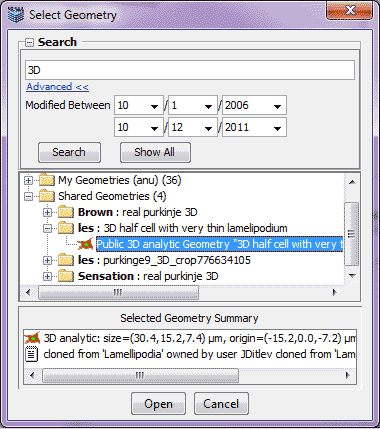 Select Geometry
Search
3D
Advanced <<
Modified Between 10 / 1 / 2006
10 / 12 / 2011
Search Show All
My Geometries (anu) (36)
Shared Geometries (4)
Brown : real purkinje 3D
les : 3D half cell with very thin lamelipodium
Public 3D analytic Geometry "3D half cell with very t
les : purkinge9_3D_crop776634105
Sensation : real purkinje 3D
Selected Geometry Summary
3D analytic: size=(30.4,15.2,7.4) µm, origin=(-15.2,0.0,-7.2) µm
cloned from 'Lamellipodia' owned by user JDitlev cloned from 'Lam
Open Cancel